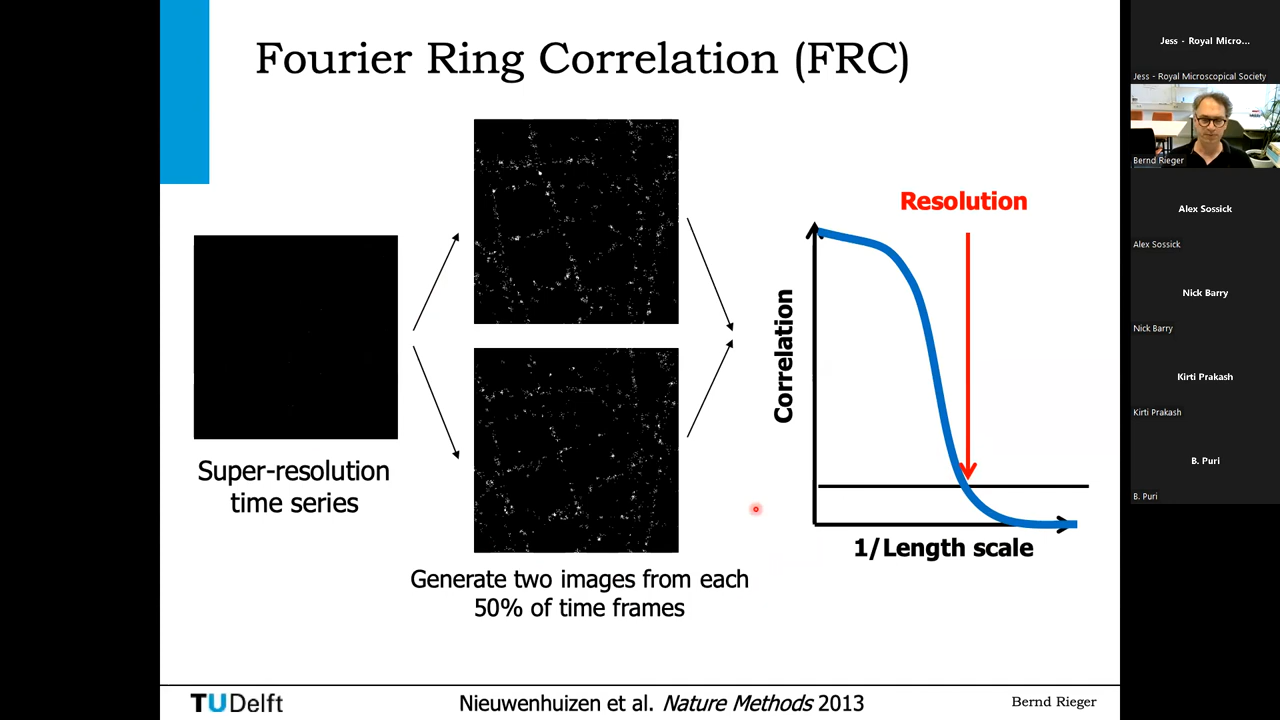 Fourier Ring Correlation (FRC)
Resolution
Correlation
1/Length scale
Super-resolution
time series
Generate two images from each
50% of time frames
TUDelft
Nieuwenhuizen et al. Nature Methods 2013
Bernd Rieger
Jess - Royal Micro...
Jess - Royal Microscopical Society
Bernd Rieger
Alex Sossick
Alex Sossick
Nick Barry
Nick Barry
Kirti Prakash
Kirti Prakash
B. Puri
B. Puri